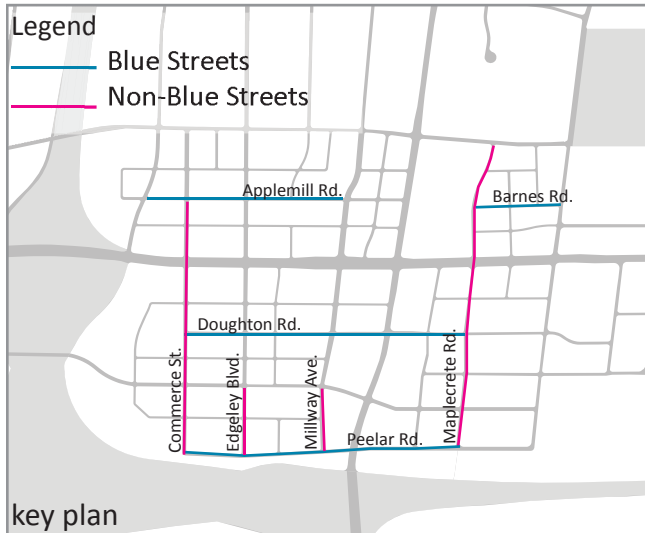 Legend
Blue Streets
Non-Blue Streets
Applemill Rd.
Barnes Rd.
Doughton Rd.
Commerce St.
Edgeley Blvd.
Millway Ave.
Maplecrete Rd.
Peelar Rd.
key plan